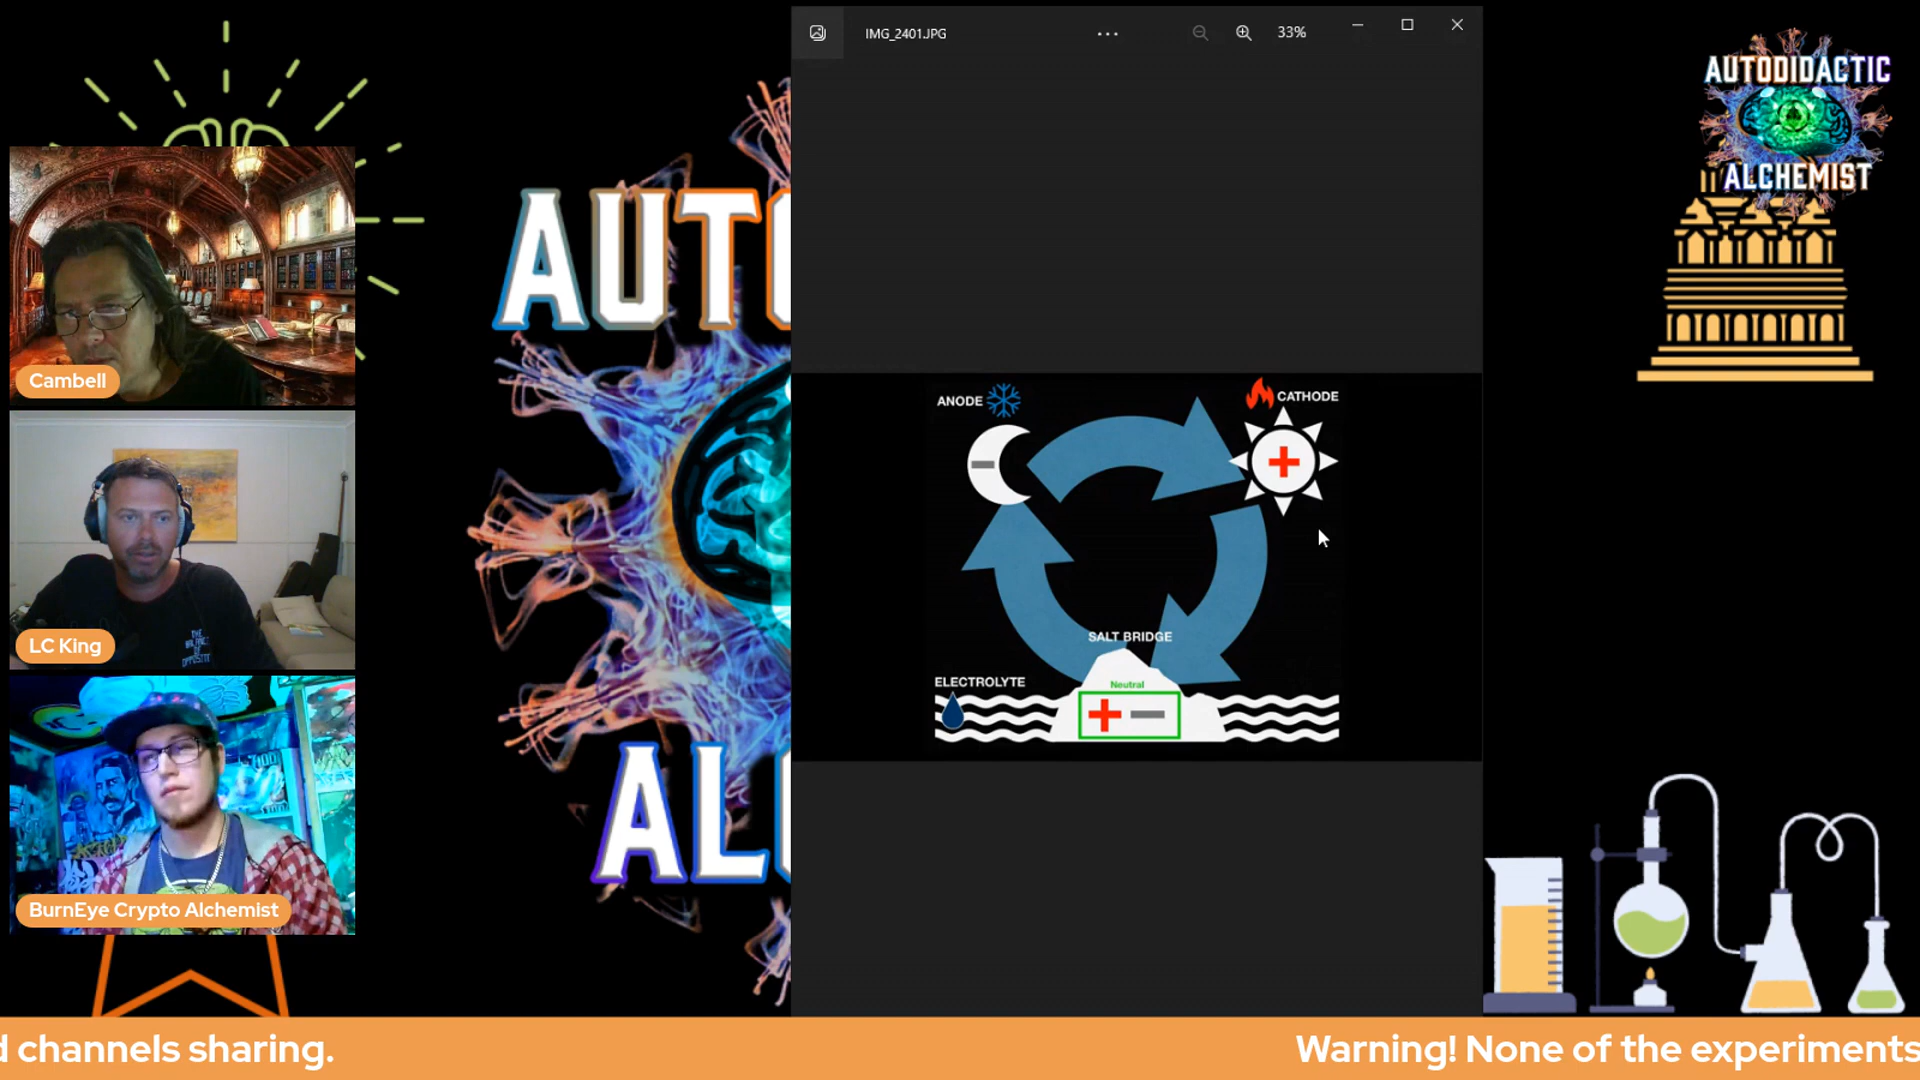 IMG_2401.JPG
33%
AUTODIDACTIC
ALCHEMIST
AUTO
AL
ANODE
CATHODE
SALT BRIDGE
ELECTROLYTE
Neutral
Cambell
LC King
BurnEye Crypto Alchemist
d channels sharing.
Warning! None of the experiments